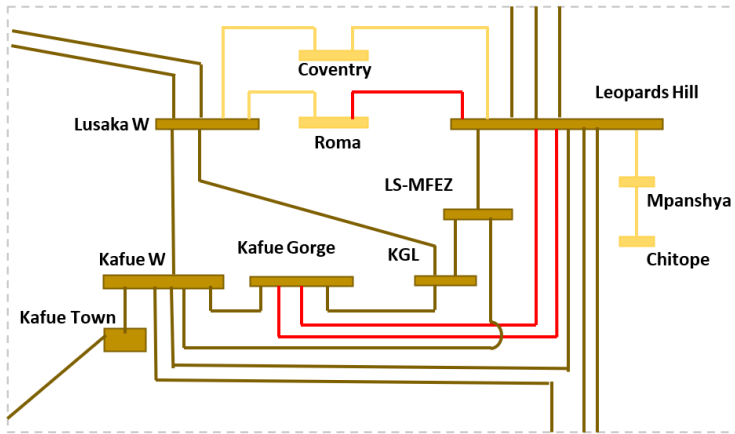 Coventry
Leopards Hill
Lusaka W
Roma
LS-MFEZ
Mpanshya
Kafue Gorge
KGL
Kafue W
Chitope
Kafue Town